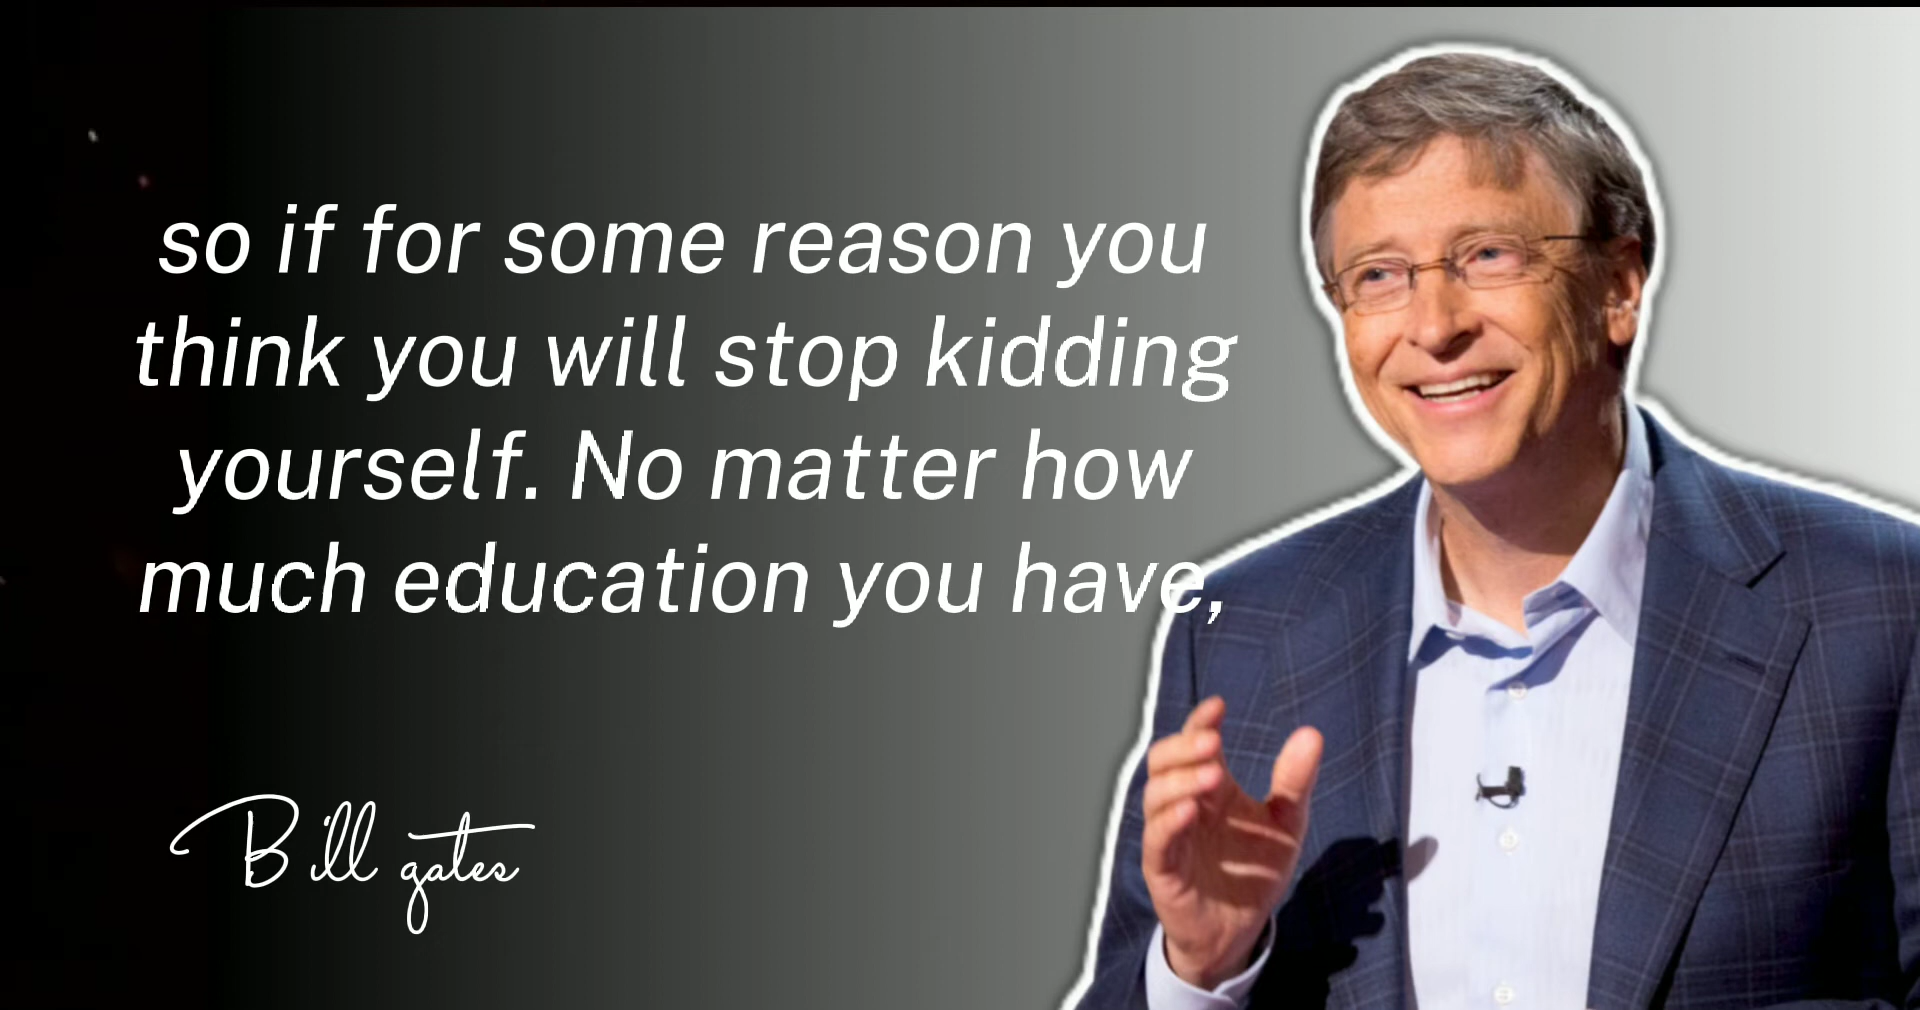 so if for some reason you
think you will stop kidding
yourself. No matter how
much education you have,
Bill gates